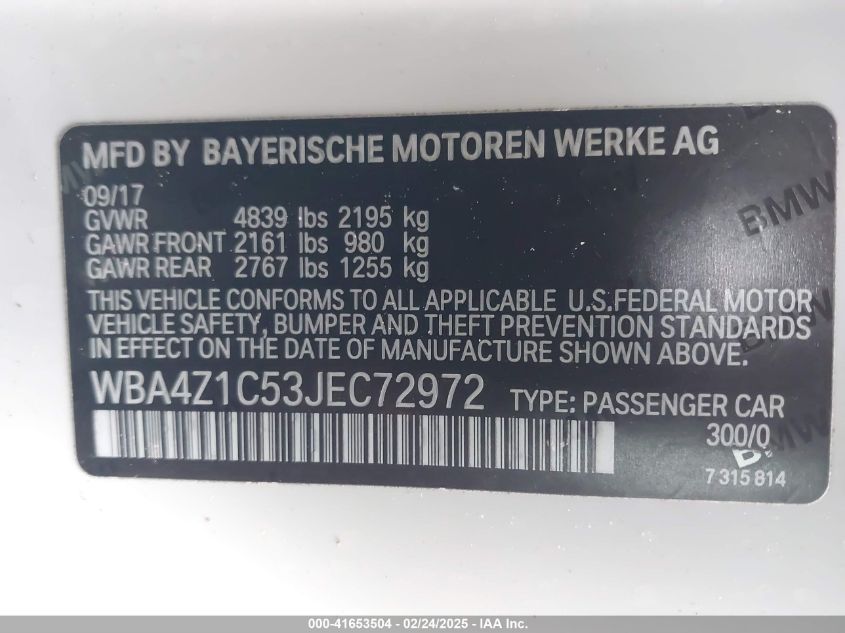 MFD BY BAYERISCHE MOTOREN WERKE AG
09/17
GVWR 4839 lbs 2195 kg
GAWR FRONT 2161 lbs 980 kg
GAWR REAR 2767 lbs 1255 kg
THIS VEHICLE CONFORMS TO ALL APPLICABLE U.S.FEDERAL MOTOR
VEHICLE SAFETY, BUMPER AND THEFT PREVENTION STANDARDS
IN EFFECT ON THE DATE OF MANUFACTURE SHOWN ABOVE.
WBA4Z1C53JEC72972 TYPE: PASSENGER CAR
300/0
7 315 814
BMW
BMW
000-41653504 - 02/24/2025 - IAA Inc.